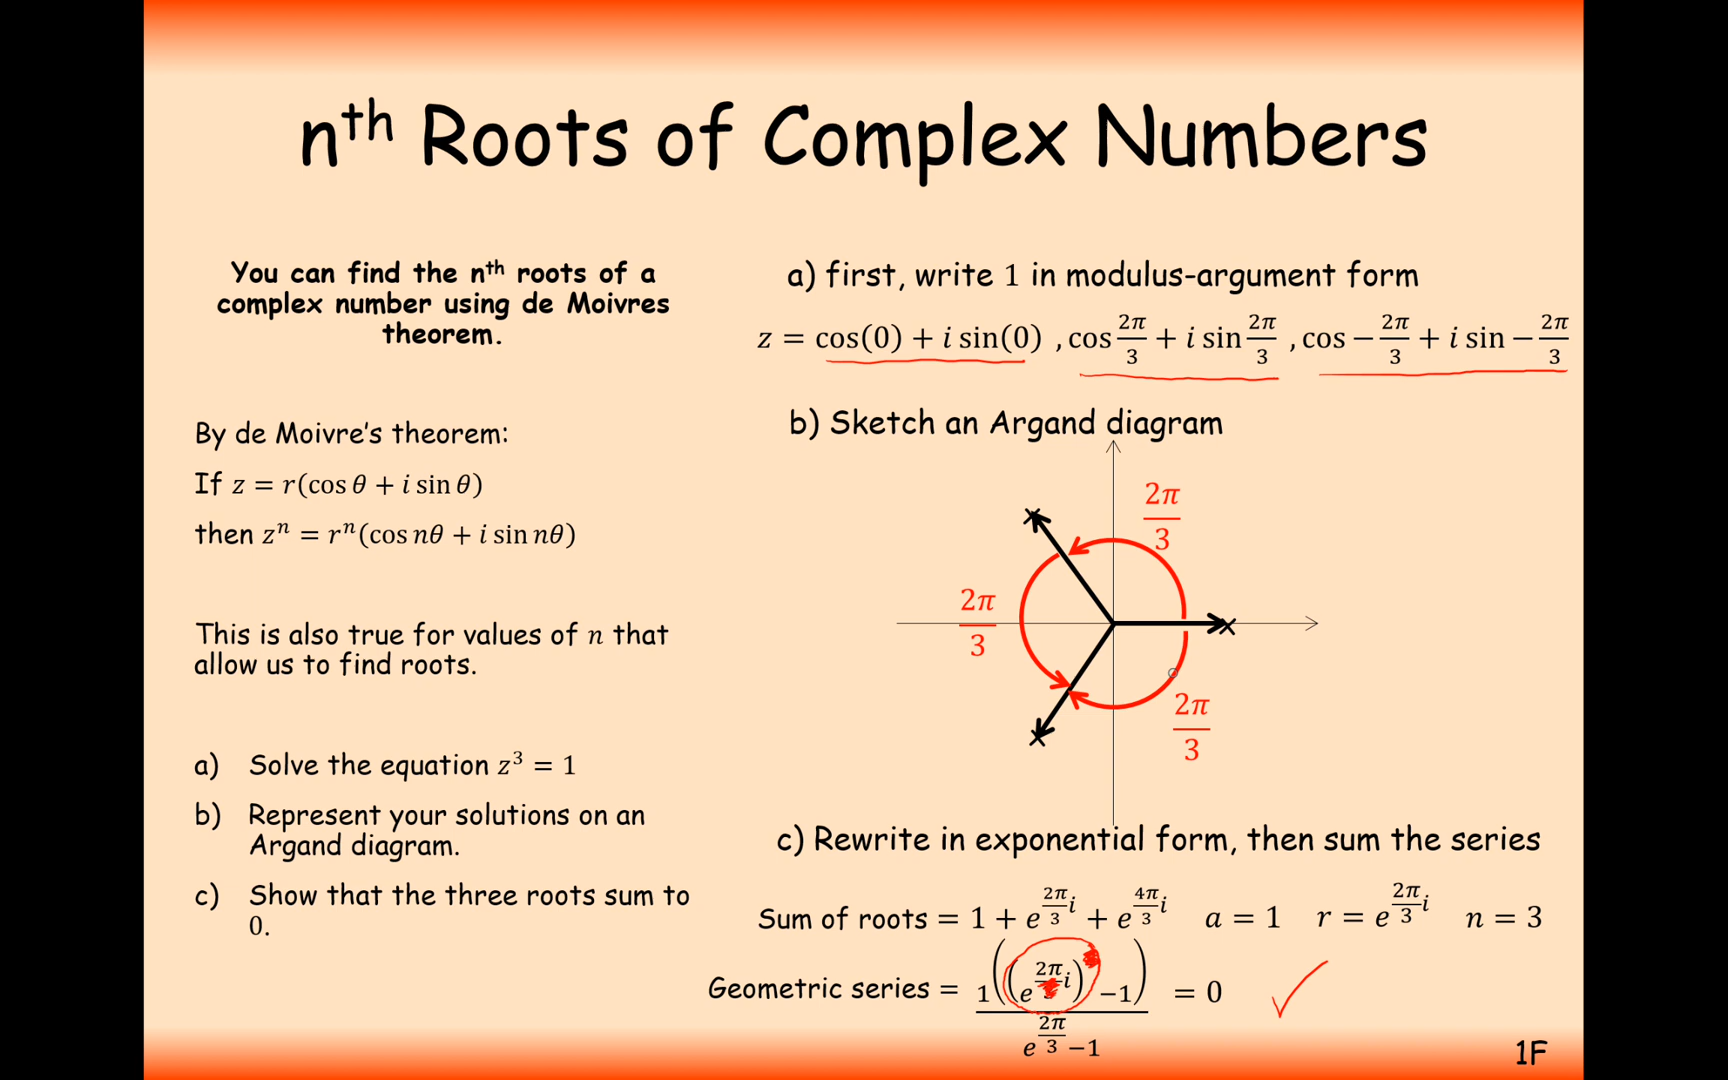 nᵗʰ Roots of Complex Numbers
You can find the nᵗʰ roots of a
complex number using de Moivres
theorem.
By de Moivre's theorem:
If z = r(cos θ + i sin θ)
then zⁿ = rⁿ(cos nθ + i sin nθ)
This is also true for values of n that
allow us to find roots.
a) Solve the equation z³ = 1
b) Represent your solutions on an
Argand diagram.
c) Show that the three roots sum to
0.
a) first, write 1 in modulus-argument form
z = cos(0) + i sin(0) , cos 2π/3 + i sin 2π/3 , cos − 2π/3 + i sin − 2π/3
b) Sketch an Argand diagram
2π/3
2π/3
2π/3
c) Rewrite in exponential form, then sum the series
Sum of roots = 1 + e^(2π/3 i) + e^(4π/3 i) a = 1 r = e^(2π/3 i) n = 3
Geometric series = 1((e^(2π i)) −1) / e^(2π/3) −1 = 0
1F